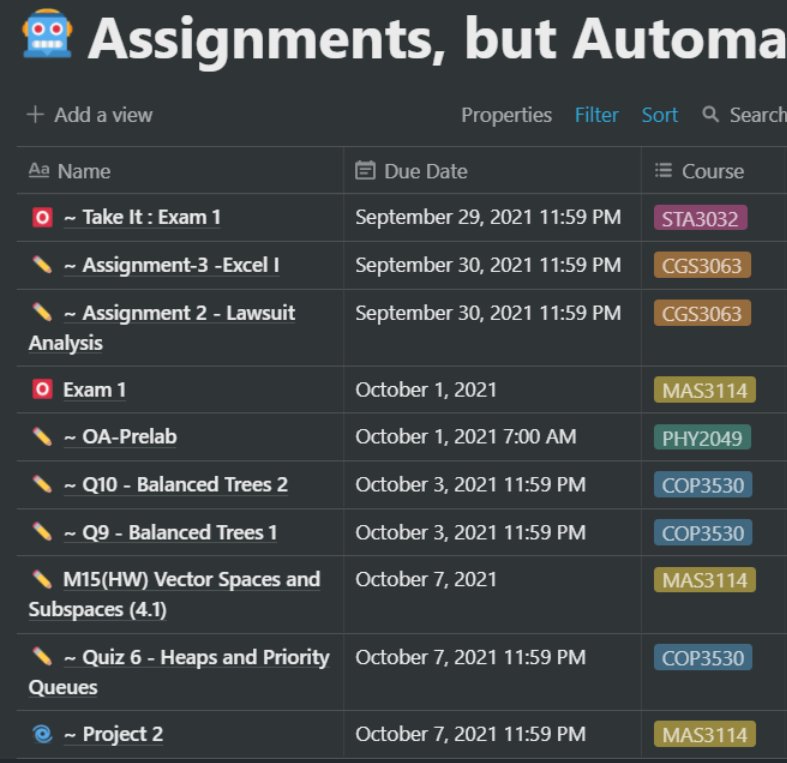 Assignments, but Automa
Add a view Properties Filter Sort Search
Aa Name Due Date Course
~ Take It : Exam 1 September 29, 2021 11:59 PM STA3032
~ Assignment-3 -Excel I September 30, 2021 11:59 PM CGS3063
~ Assignment 2 - Lawsuit September 30, 2021 11:59 PM CGS3063
Analysis
Exam 1 October 1, 2021 MAS3114
~ OA-Prelab October 1, 2021 7:00 AM PHY2049
~ Q10 - Balanced Trees 2 October 3, 2021 11:59 PM COP3530
~ Q9 - Balanced Trees 1 October 3, 2021 11:59 PM COP3530
M15(HW) Vector Spaces and October 7, 2021 MAS3114
Subspaces (4.1)
~ Quiz 6 - Heaps and Priority October 7, 2021 11:59 PM COP3530
Queues
~ Project 2 October 7, 2021 11:59 PM MAS3114